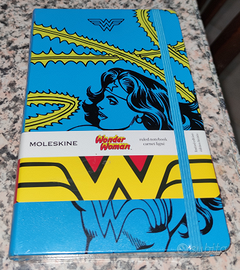 MOLESKINE
Wonder
Woman
ruled notebook
carnet ligné